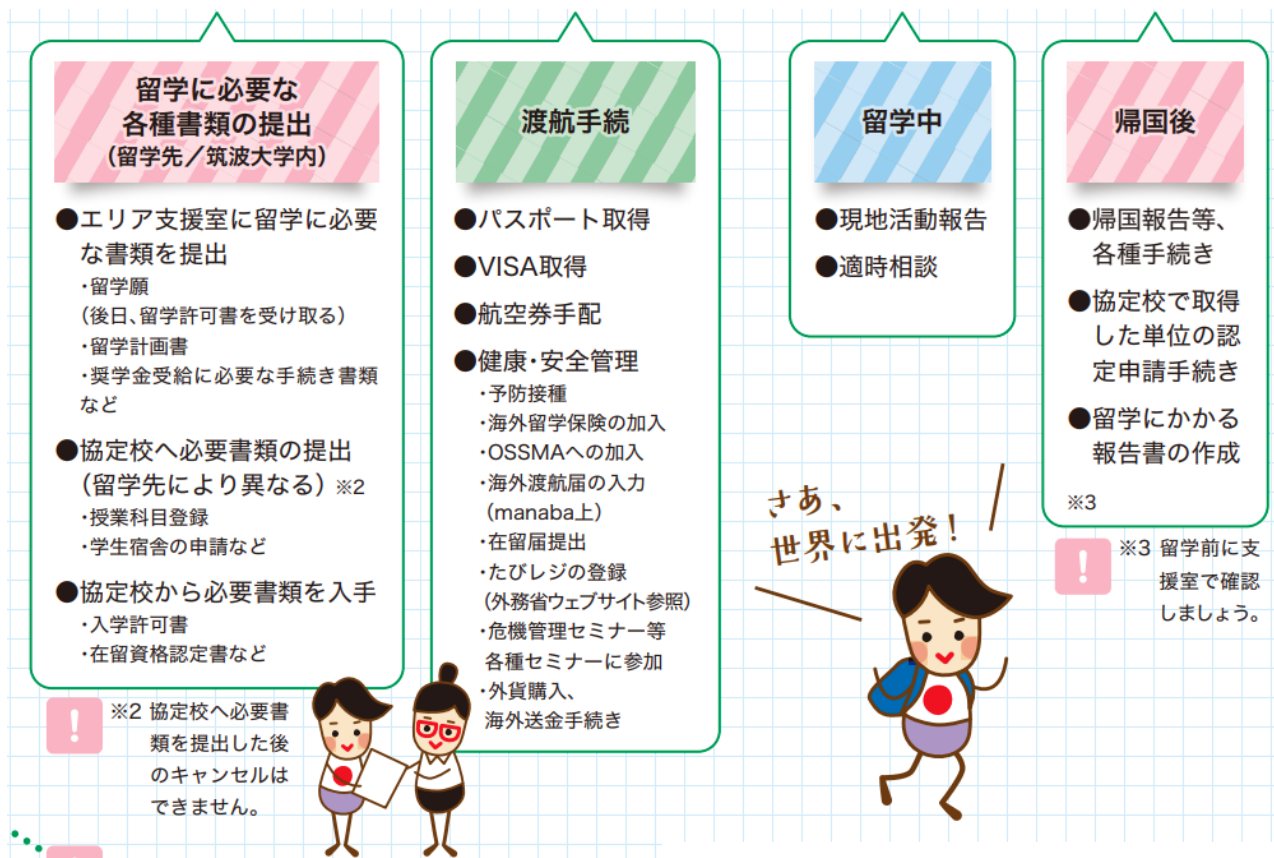 留学に必要な
各種書類の提出
（留学先／筑波大学内）
●エリア支援室に留学に必要
な書類を提出
・留学願
（後日、留学許可書を受け取る）
・留学計画書
・奨学金受給に必要な手続き書類
など
●協定校へ必要書類の提出
（留学先により異なる）※2
・授業科目登録
・学生宿舎の申請など
●協定校から必要書類を入手
・入学許可書
・在留資格認定書など
!
※2 協定校へ必要書
類を提出した後
のキャンセルは
できません。
渡航手続
●パスポート取得
●VISA取得
●航空券手配
●健康・安全管理
・予防接種
・海外留学保険の加入
・OSSMAへの加入
・海外渡航届の入力
（manaba上）
・在留届提出
・たびレジの登録
（外務省ウェブサイト参照）
・危機管理セミナー等
各種セミナーに参加
・外貨購入、
海外送金手続き
留学中
●現地活動報告
●適時相談
さあ、
世界に出発！
帰国後
●帰国報告等、
各種手続き
●協定校で取得
した単位の認
定申請手続き
●留学にかかる
報告書の作成
※3
!
※3 留学前に支
援室で確認
しましょう。